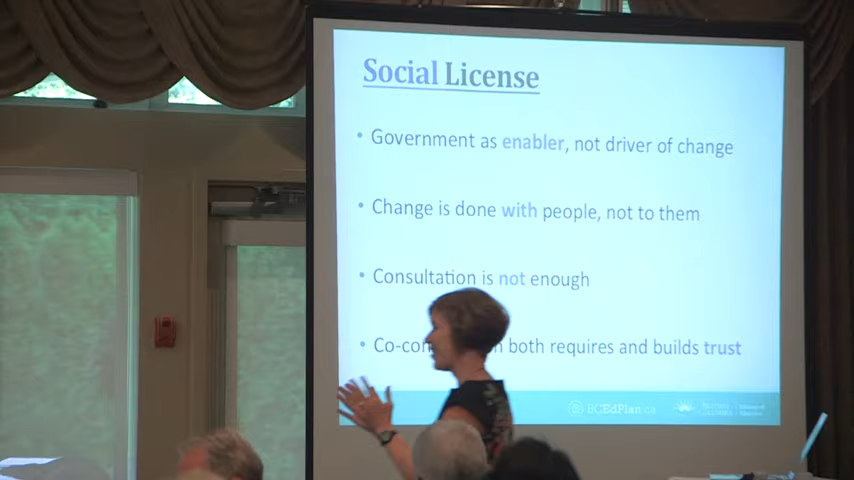 Social License
• Government as enabler, not driver of change
• Change is done with people, not to them
• Consultation is not enough
• Co-con both requires and builds trust
BCEdPlan.ca